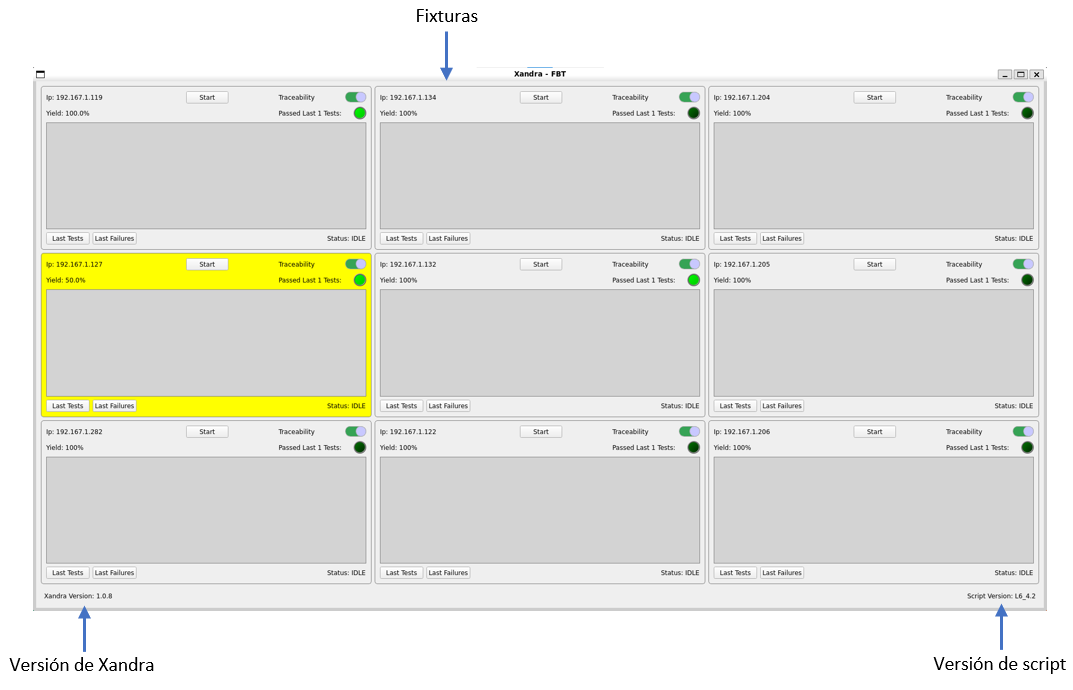 Fixturas
Xandra - FBT
Ip: 192.167.1.119 Start Traceability
Yield: 100.0% Passed Last 1 Tests:
Last Tests Last Failures Status: IDLE
Ip: 192.167.1.134 Start Traceability
Yield: 100% Passed Last 1 Tests:
Last Tests Last Failures Status: IDLE
Ip: 192.167.1.204 Start Traceability
Yield: 100% Passed Last 1 Tests:
Last Tests Last Failures Status: IDLE
Ip: 192.167.1.127 Start Traceability
Yield: 50.0% Passed Last 1 Tests:
Last Tests Last Failures Status: IDLE
Ip: 192.167.1.132 Start Traceability
Yield: 100% Passed Last 1 Tests:
Last Tests Last Failures Status: IDLE
Ip: 192.167.1.205 Start Traceability
Yield: 100% Passed Last 1 Tests:
Last Tests Last Failures Status: IDLE
Ip: 192.167.1.282 Start Traceability
Yield: 100% Passed Last 1 Tests:
Last Tests Last Failures Status: IDLE
Ip: 192.167.1.122 Start Traceability
Yield: 100% Passed Last 1 Tests:
Last Tests Last Failures Status: IDLE
Ip: 192.167.1.206 Start Traceability
Yield: 100% Passed Last 1 Tests:
Last Tests Last Failures Status: IDLE
Xandra Version: 1.0.8 Script Version: L6_4.2
Versión de Xandra Versión de script